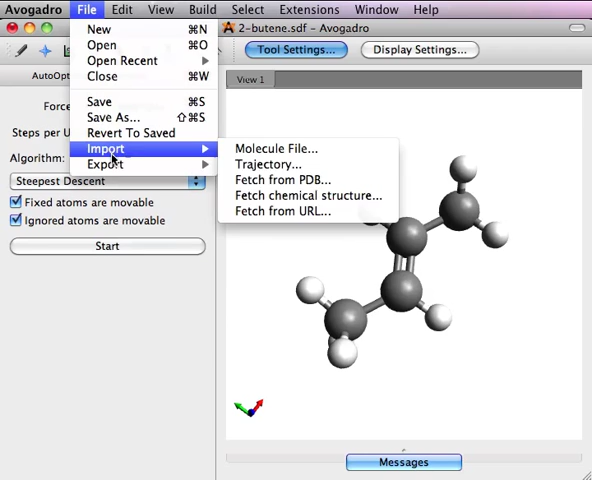 Avogadro File Edit View Build Select Extensions Window Help
2-butene.sdf - Avogadro
New ⌘N
Open ⌘O
Open Recent
Close ⌘W
Save ⌘S
Save As... ⇧⌘S
Revert To Saved
Import
Export
Molecule File...
Trajectory...
Fetch from PDB...
Fetch chemical structure...
Fetch from URL...
Tool Settings...
Display Settings...
View 1
AutoOpt
Force
Steps per U
Algorithm:
Steepest Descent
Fixed atoms are movable
Ignored atoms are movable
Start
Messages